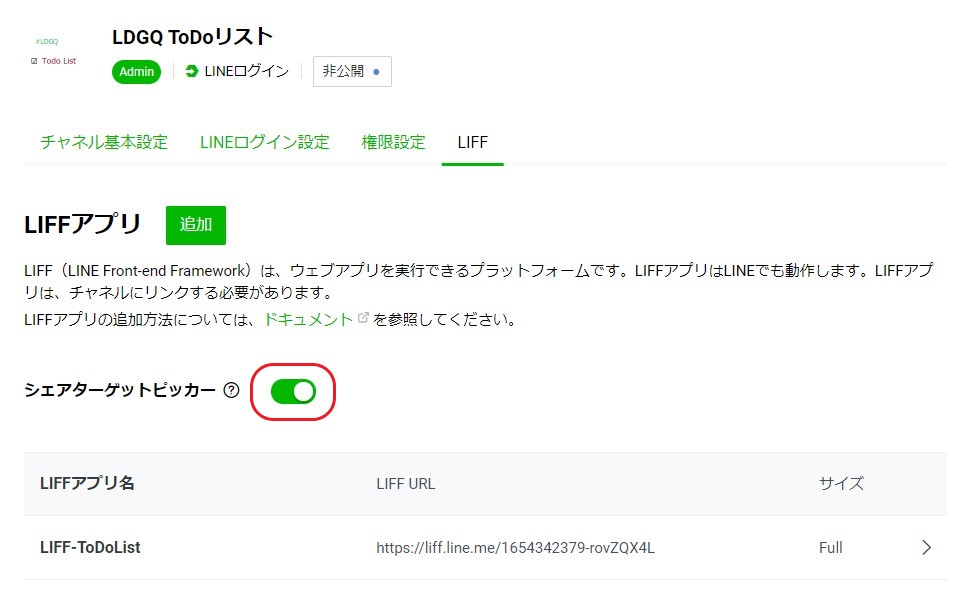 #LDGQ
☑ Todo List
LDGQ ToDoリスト
Admin
LINEログイン
非公開
チャネル基本設定
LINEログイン設定
権限設定
LIFF
LIFFアプリ
追加
LIFF（LINE Front-end Framework）は、ウェブアプリを実行できるプラットフォームです。LIFFアプリはLINEでも動作します。LIFFアプ
リは、チャネルにリンクする必要があります。
LIFFアプリの追加方法については、ドキュメントを参照してください。
シェアターゲットピッカー ?
LIFFアプリ名 LIFF URL サイズ
LIFF-ToDoList https://liff.line.me/1654342379-rovZQX4L Full